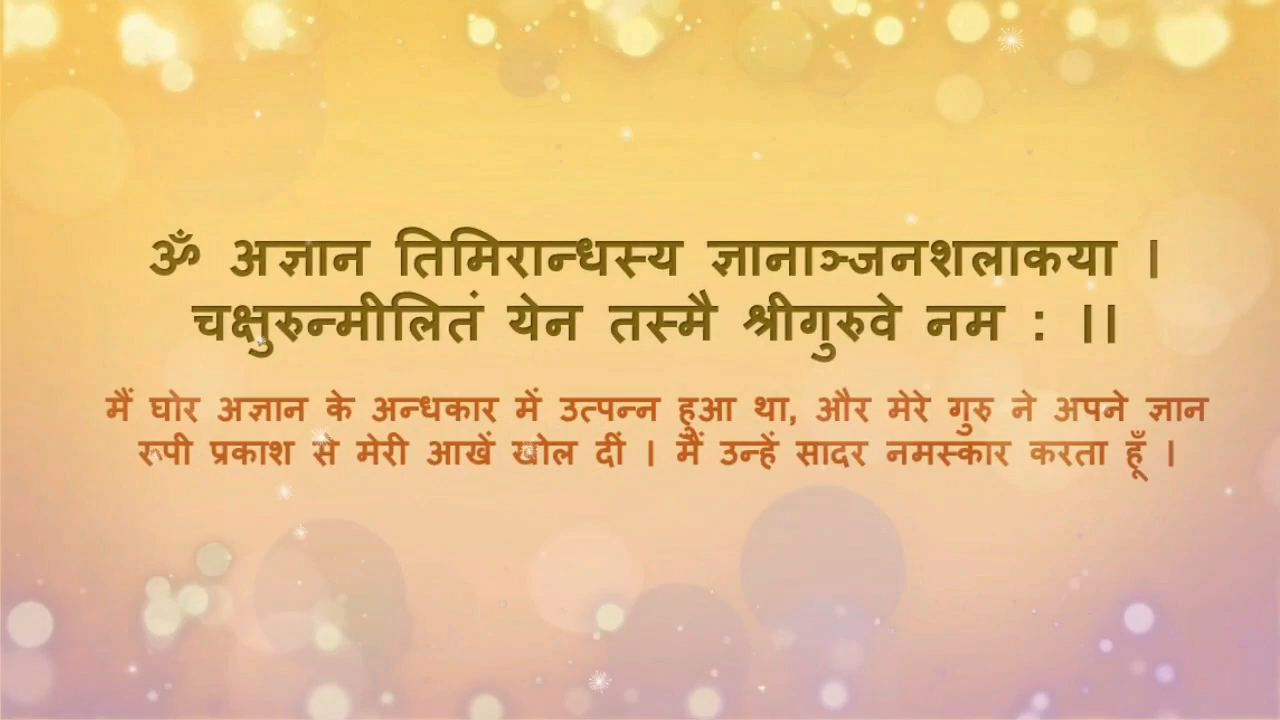 ॐ अज्ञान तिमिरान्धस्य ज्ञानाञ्जनशलाकया ।
चक्षुरुन्मीलितं येन तस्मै श्रीगुरुवे नम : ।।
मैं घोर अज्ञान के अन्धकार में उत्पन्न हुआ था, और मेरे गुरु ने अपने ज्ञान
रुपी प्रकाश से मेरी आखें खोल दीं । मैं उन्हें सादर नमस्कार करता हूँ ।